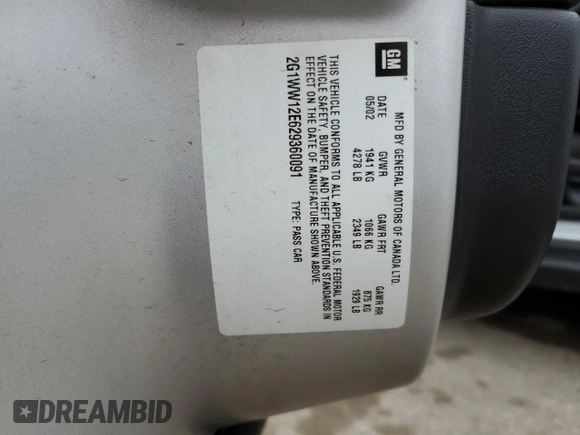 GM
MFD BY GENERAL MOTORS OF CANADA LTD.
DATE GVWR GAWR FRT GAWR RR
05/02 1941 KG 1066 KG 875 KG
4278 LB 2349 LB 1929 LB
THIS VEHICLE CONFORMS TO ALL APPLICABLE U.S. FEDERAL MOTOR
VEHICLE SAFETY, BUMPER, AND THEFT PREVENTION STANDARDS IN
EFFECT ON THE DATE OF MANUFACTURE SHOWN ABOVE.
2G1WW12E629360091 TYPE: PASS CAR
DREAMBID